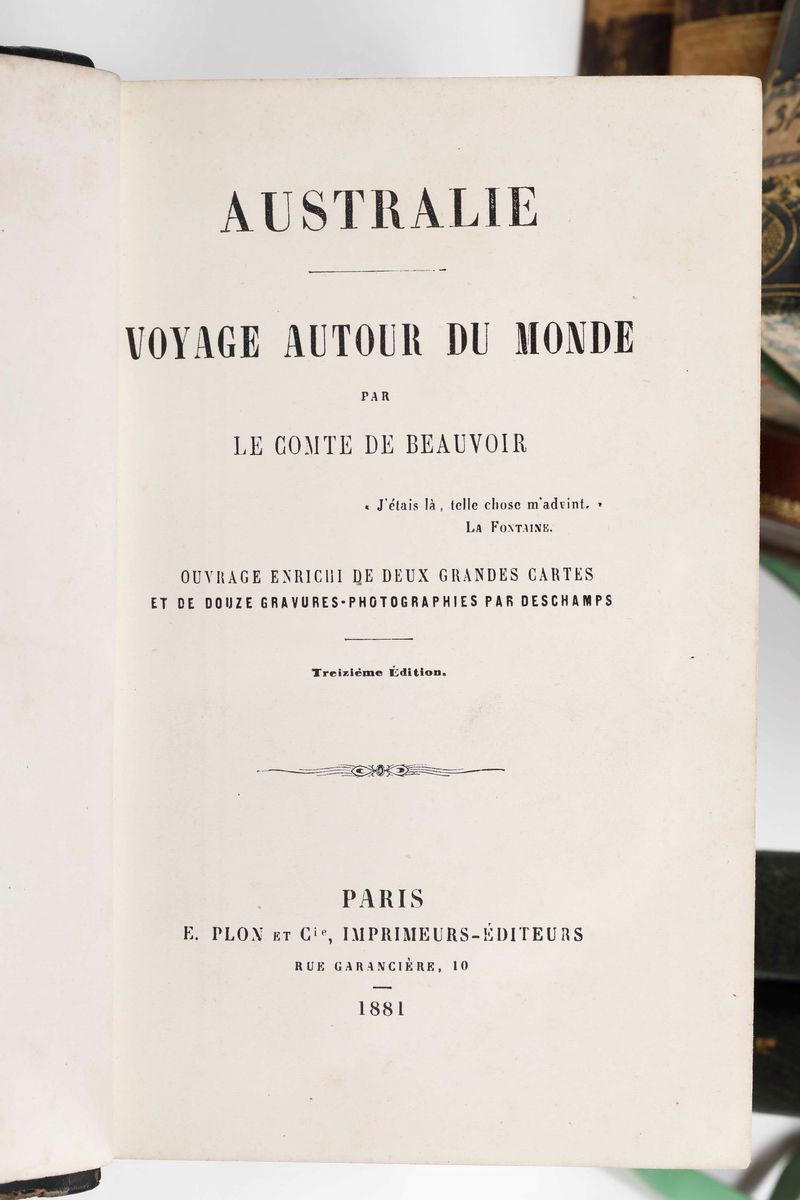 AUSTRALIE
VOYAGE AUTOUR DU MONDE
PAR
LE COMTE DE BEAUVOIR
« J'étais là, telle chose m'advint. »
LA FONTAINE.
OUVRAGE ENRICHI DE DEUX GRANDES CARTES
ET DE DOUZE GRAVURES-PHOTOGRAPHIES PAR DESCHAMPS
Treizième Édition.
PARIS
E. PLON ET Cie, IMPRIMEURS-ÉDITEURS
RUE GARANCIÈRE, 10
1881